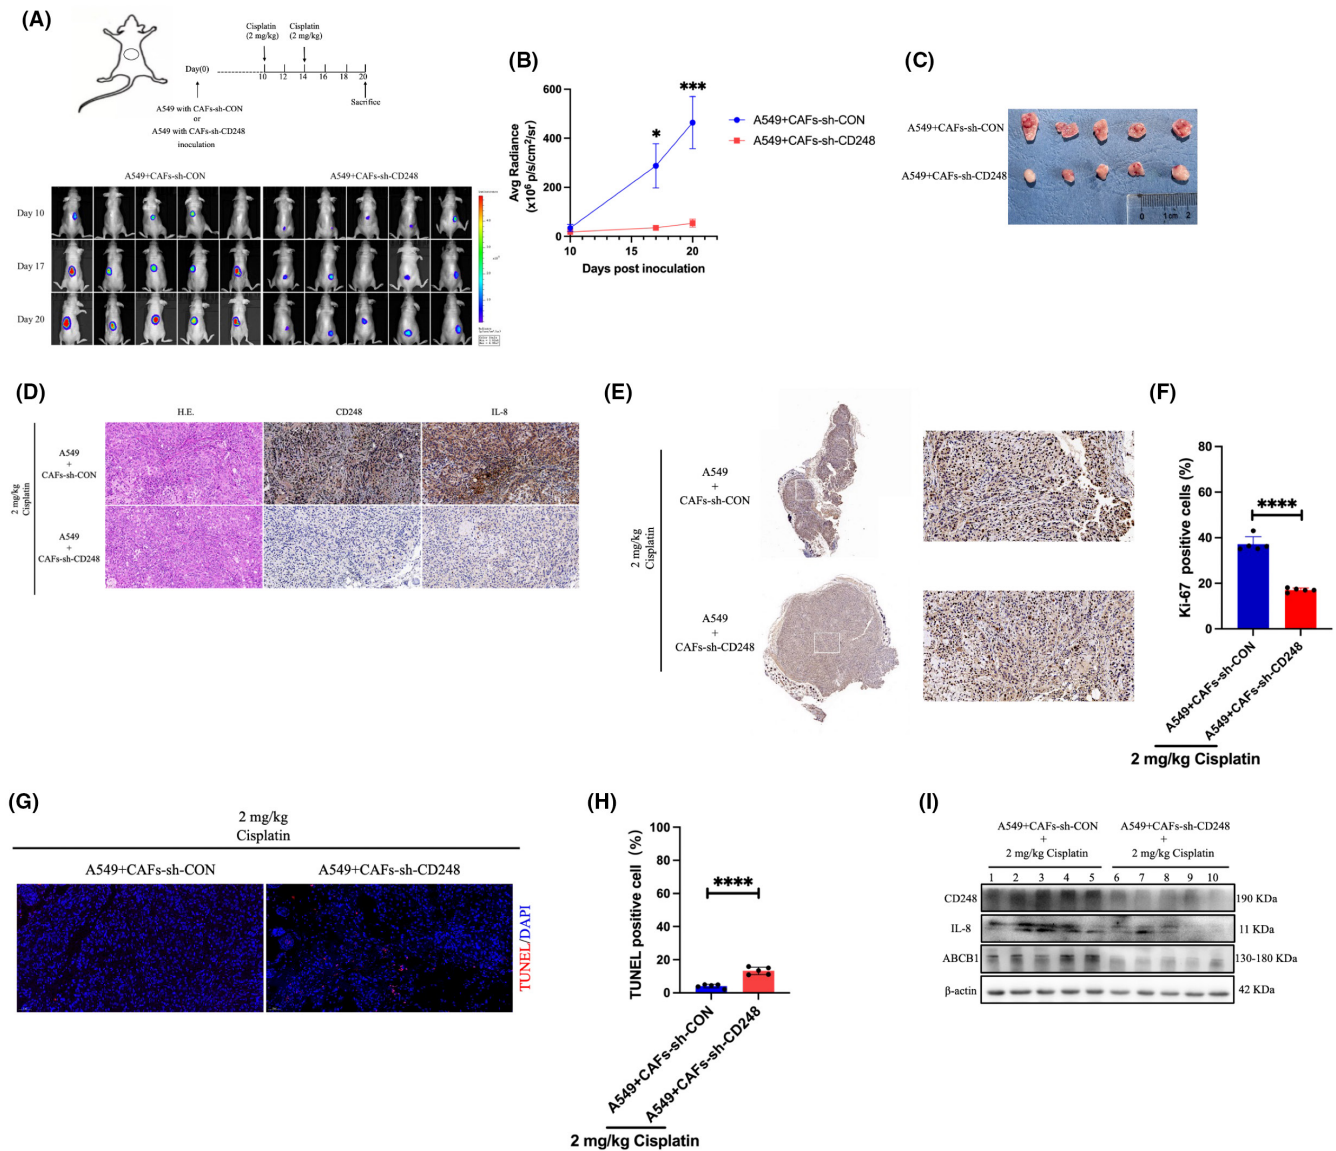 (A)
Cisplatin
(2 mg/kg)
Cisplatin
(2 mg/kg)
Day(0)
10 12 14 16 18 20
Sacrifice
A549 with CAFs-sh-CON
or
A549 with CAFs-sh-CD248
inoculation
A549+CAFs-sh-CON
A549+CAFs-sh-CD248
Day 10
Day 17
Day 20
(B)
Avg Radiance
(x10⁶ p/s/cm²/sr)
600
400
200
0
10 15 20
Days post inoculation
*
***
A549+CAFs-sh-CON
A549+CAFs-sh-CD248
(C)
A549+CAFs-sh-CON
A549+CAFs-sh-CD248
0 1cm 2
(D)
H.E. CD248 IL-8
2 mg/kg
Cisplatin
A549
+
CAFs-sh-CON
A549
+
CAFs-sh-CD248
(E)
2 mg/kg
Cisplatin
A549
+
CAFs-sh-CON
A549
+
CAFs-sh-CD248
(F)
Ki-67 positive cells (%)
80
60
40
20
0
****
A549+CAFs-sh-CON
A549+CAFs-sh-CD248
2 mg/kg Cisplatin
(G)
2 mg/kg
Cisplatin
A549+CAFs-sh-CON
A549+CAFs-sh-CD248
TUNEL/DAPI
(H)
TUNEL positive cell (%)
100
80
60
40
20
0
****
A549+CAFs-sh-CON
A549+CAFs-sh-CD248
2 mg/kg Cisplatin
(I)
A549+CAFs-sh-CON
+
2 mg/kg Cisplatin
A549+CAFs-sh-CD248
+
2 mg/kg Cisplatin
1 2 3 4 5 6 7 8 9 10
CD248 190 KDa
IL-8 11 KDa
ABCB1 130-180 KDa
β-actin 42 KDa